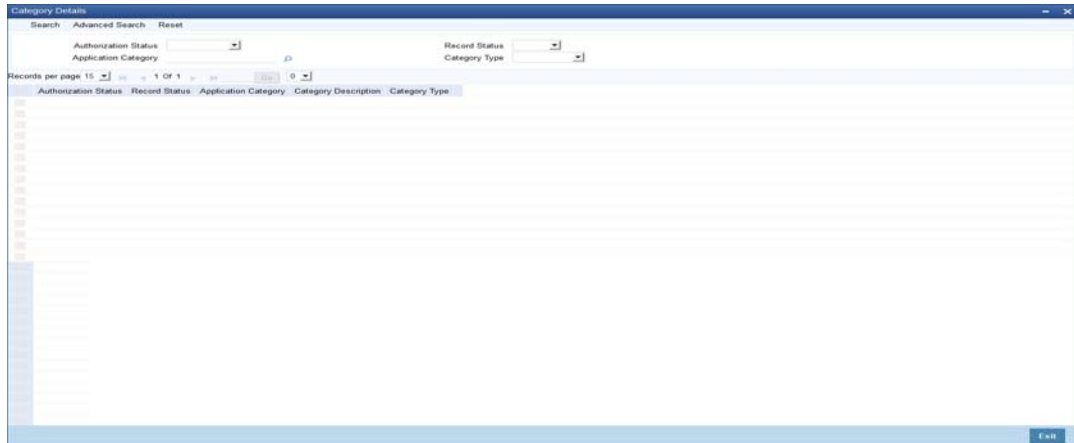 Category Details
Search Advanced Search Reset
Authorization Status
Record Status
Application Category
Category Type
Records per page 15 1 Of 1 Go 0
Authorization Status Record Status Application Category Category Description Category Type
Exit